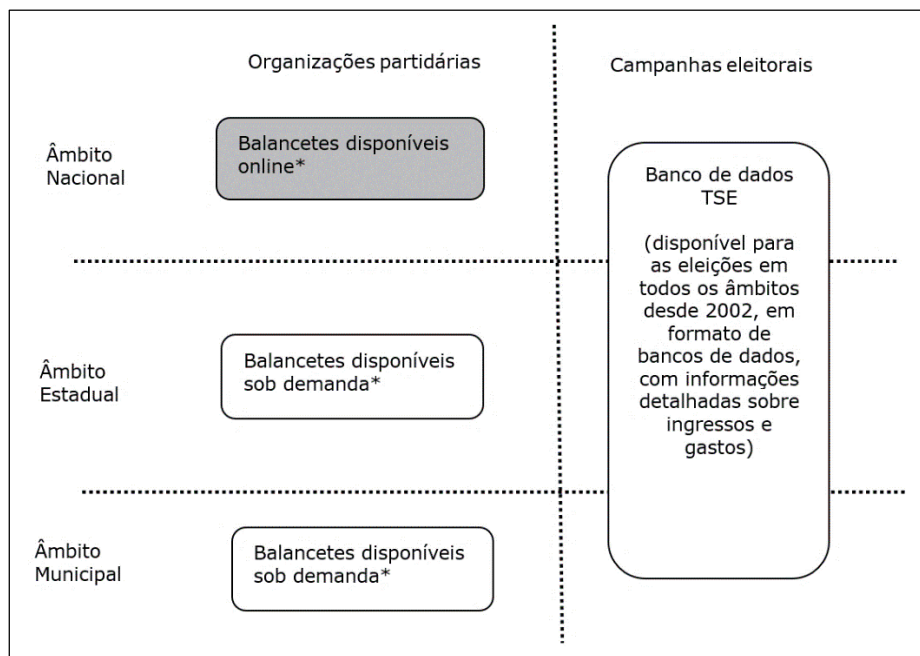 Organizações partidárias
Campanhas eleitorais
Âmbito
Nacional
Balancetes disponíveis
online*
Âmbito
Estadual
Balancetes disponíveis
sob demanda*
Âmbito
Municipal
Balancetes disponíveis
sob demanda*
Banco de dados
TSE
(disponível para
as eleições em
todos os âmbitos
desde 2002, em
formato de
bancos de dados,
com informações
detalhadas sobre
ingressos e
gastos)